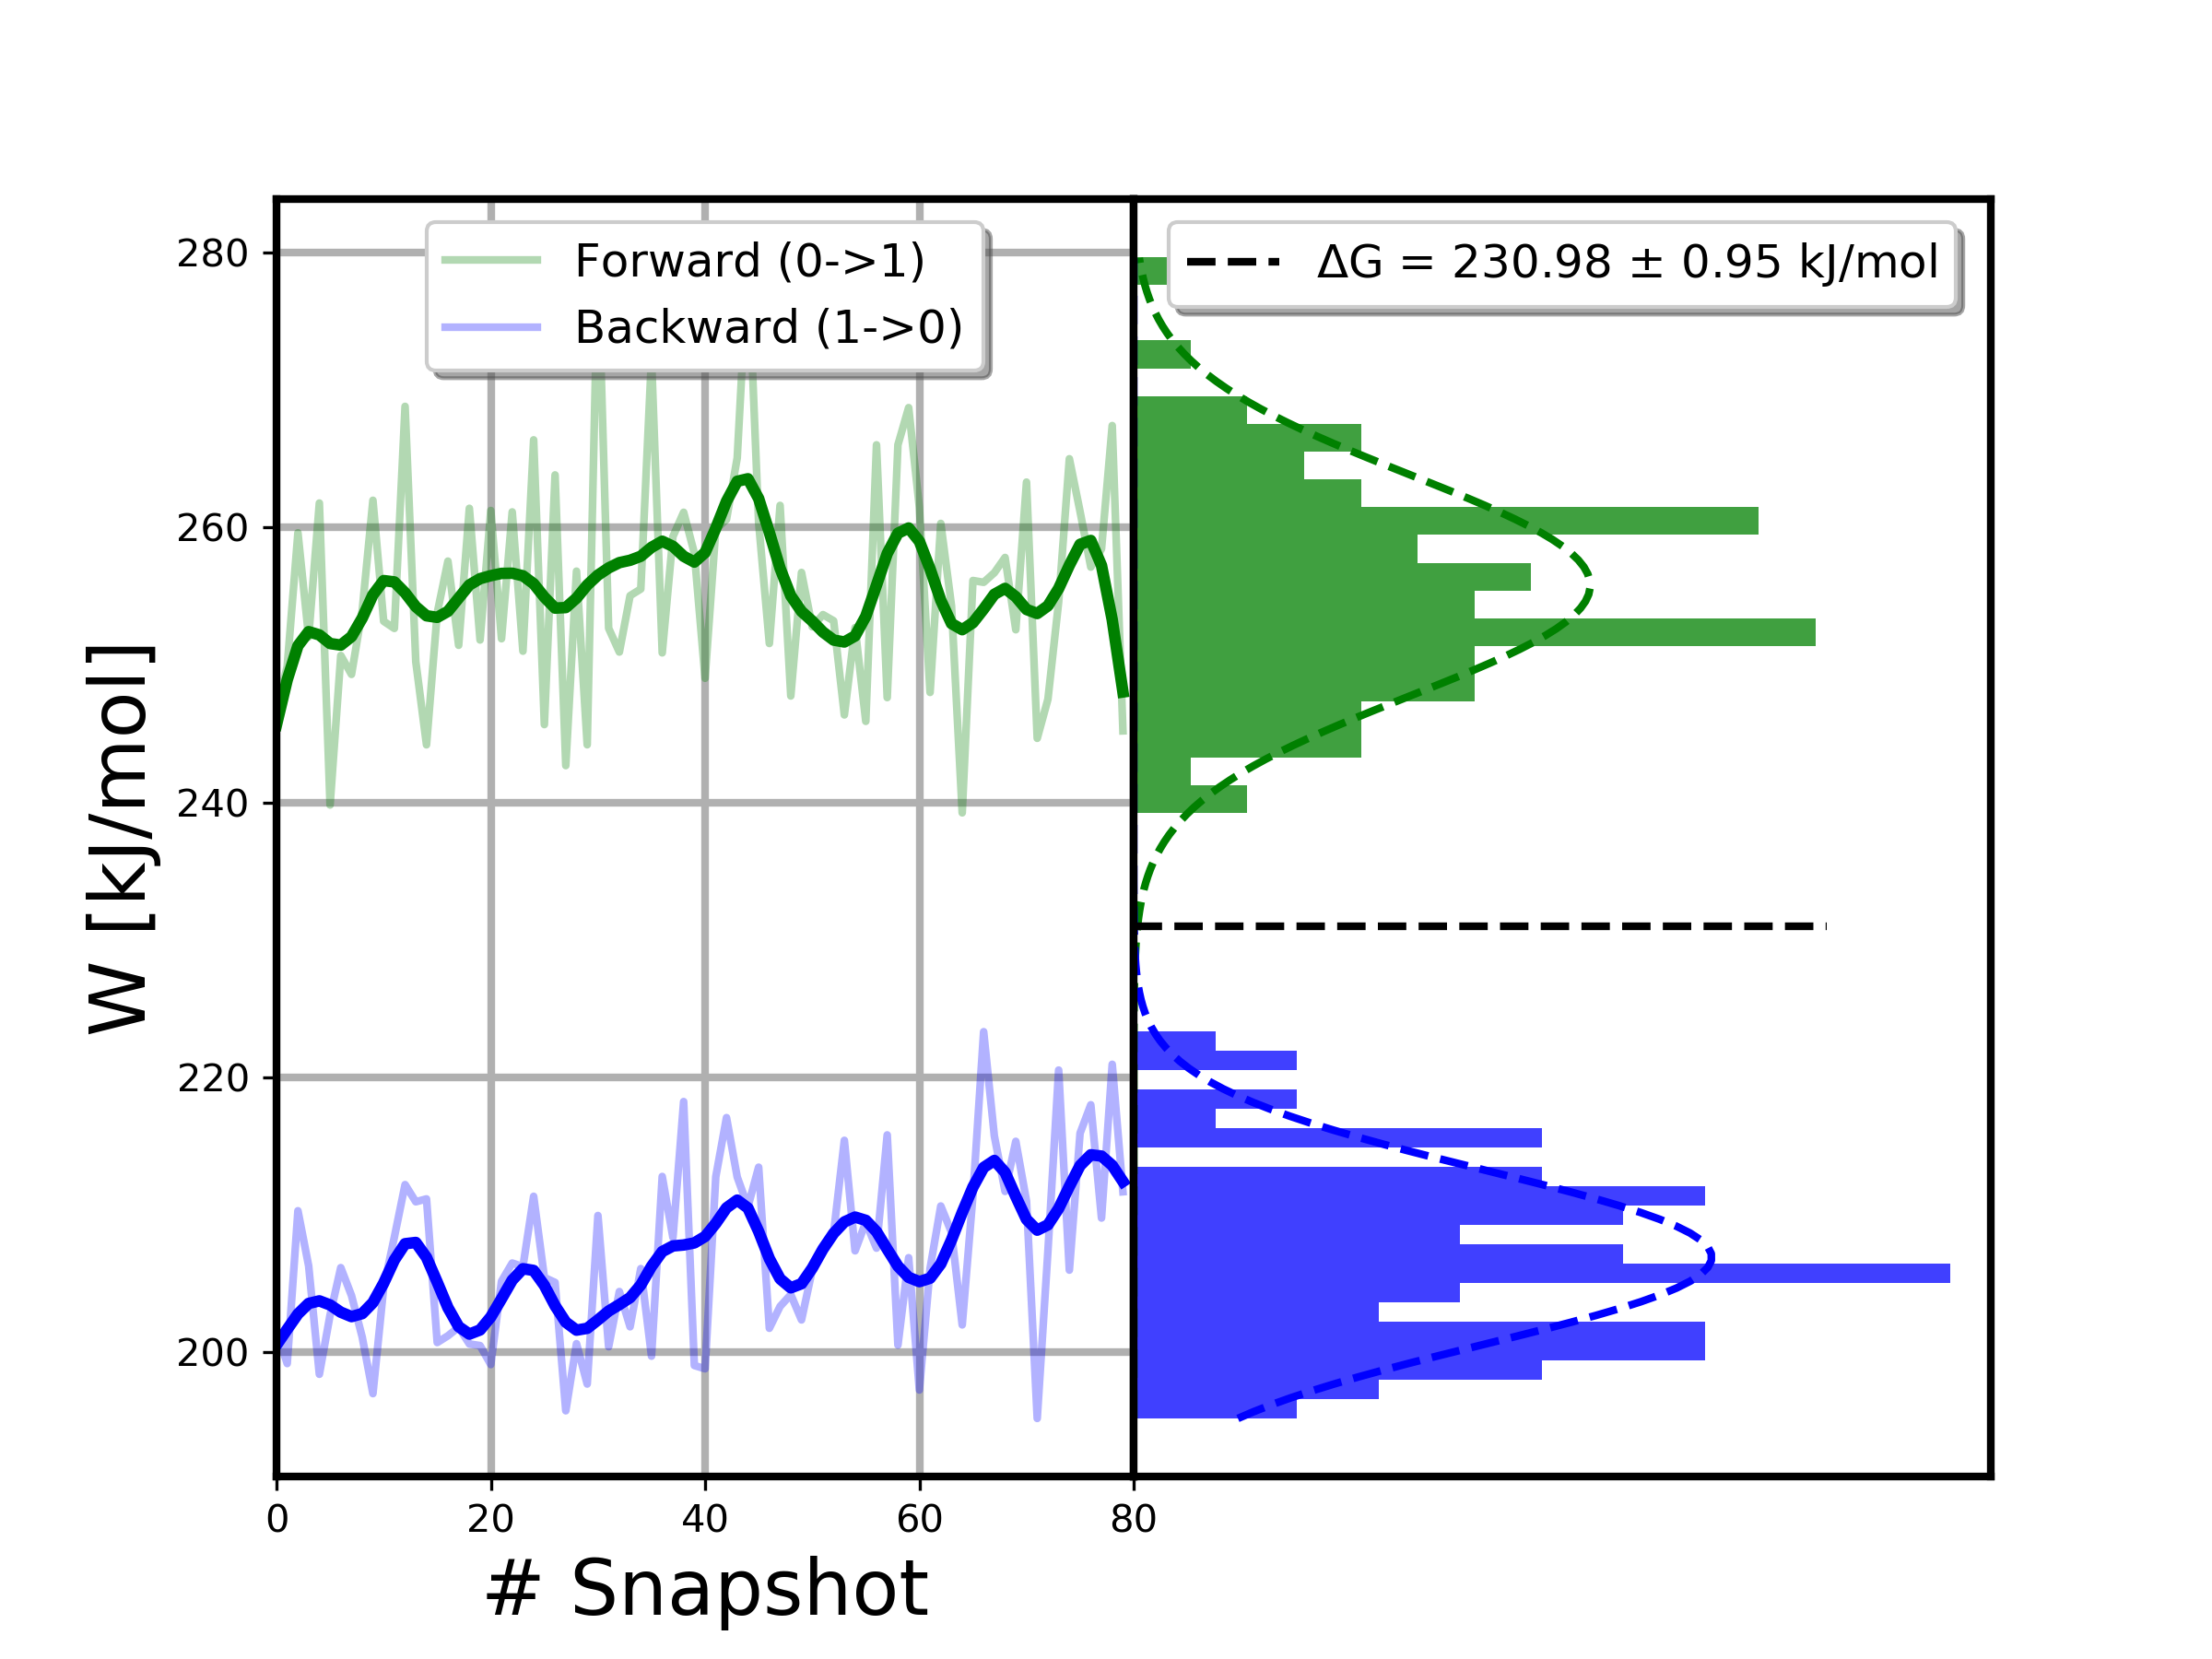 Forward (0->1)
Backward (1->0)
ΔG = 230.98 ± 0.95 kJ/mol
280
260
240
220
200
W [kJ/mol]
0 20 40 60 80
# Snapshot